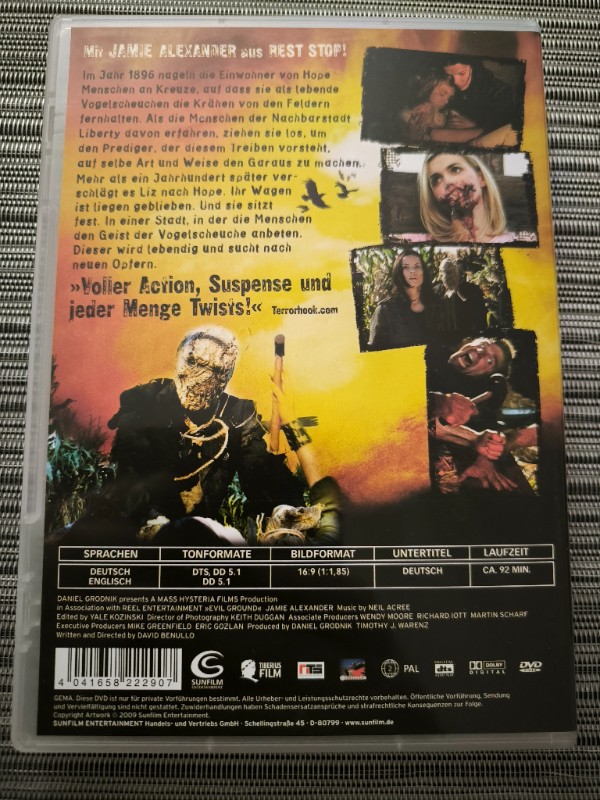 Mit JAMIE ALEXANDER aus REST STOP!
Im Jahr 1896 nageln die Einwohner von Hope
Menschen an Kreuze, auf dass sie als lebende
Vogelscheuchen die Krähen von den Feldern
fernhalten. Als die Menschen der Nachbarstadt
Liberty davon erfahren, ziehen sie los, um
den Prediger, der diesem Treiben vorsteht,
auf selbe Art und Weise den Garaus zu machen.
Mehr als ein Jahrhundert später ver-
schlägt es Liz nach Hope. Ihr Wagen
ist liegen geblieben. Und sie sitzt
fest. In einer Stadt, in der die Menschen
den Geist der Vogelscheuche anbeten.
Dieser wird lebendig und sucht nach
neuen Opfern.
»Voller Action, Suspense und
jeder Menge Twists!« Terrorhook.com
SPRACHEN TONFORMATE BILDFORMAT UNTERTITEL LAUFZEIT
DEUTSCH DTS, DD 5.1 16:9 (1:1,85) DEUTSCH CA. 92 MIN.
ENGLISCH DD 5.1
DANIEL GRODNIK presents A MASS HYSTERIA FILMS Production
in Association with REEL ENTERTAINMENT »EVIL GROUND« JAMIE ALEXANDER Music by NEIL ACREE
Edited by YALE KOZINSKI Director of Photography KEITH DUGGAN Associate Producers WENDY MOORE RICHARD IOTT MARTIN SCHARF
Executive Producers MIKE GREENFIELD ERIC GOZLAN Produced by DANIEL GRODNIK TIMOTHY J. WARENZ
Written and Directed by DAVID BENULLO
4 041658 222907
SUNFILM
ENTERTAINMENT
TIBERIUS
FILM
2
PAL
dts
DOLBY
DIGITAL
DVD
GEMA. Diese DVD ist nur für private Vorführungen bestimmt. Alle Urheber- und Leistungsschutzrechte vorbehalten. Öffentliche Vorführung, Sendung
und Vervielfältigung sind nicht gestattet. Zuwiderhandlungen haben Schadensersatzansprüche und strafrechtliche Konsequenzen zur Folge.
Copyright Artwork © 2009 Sunfilm Entertainment.
SUNFILM ENTERTAINMENT Handels- und Vertriebs GmbH · Schellingstraße 45 · D-80799 · www.sunfilm.de